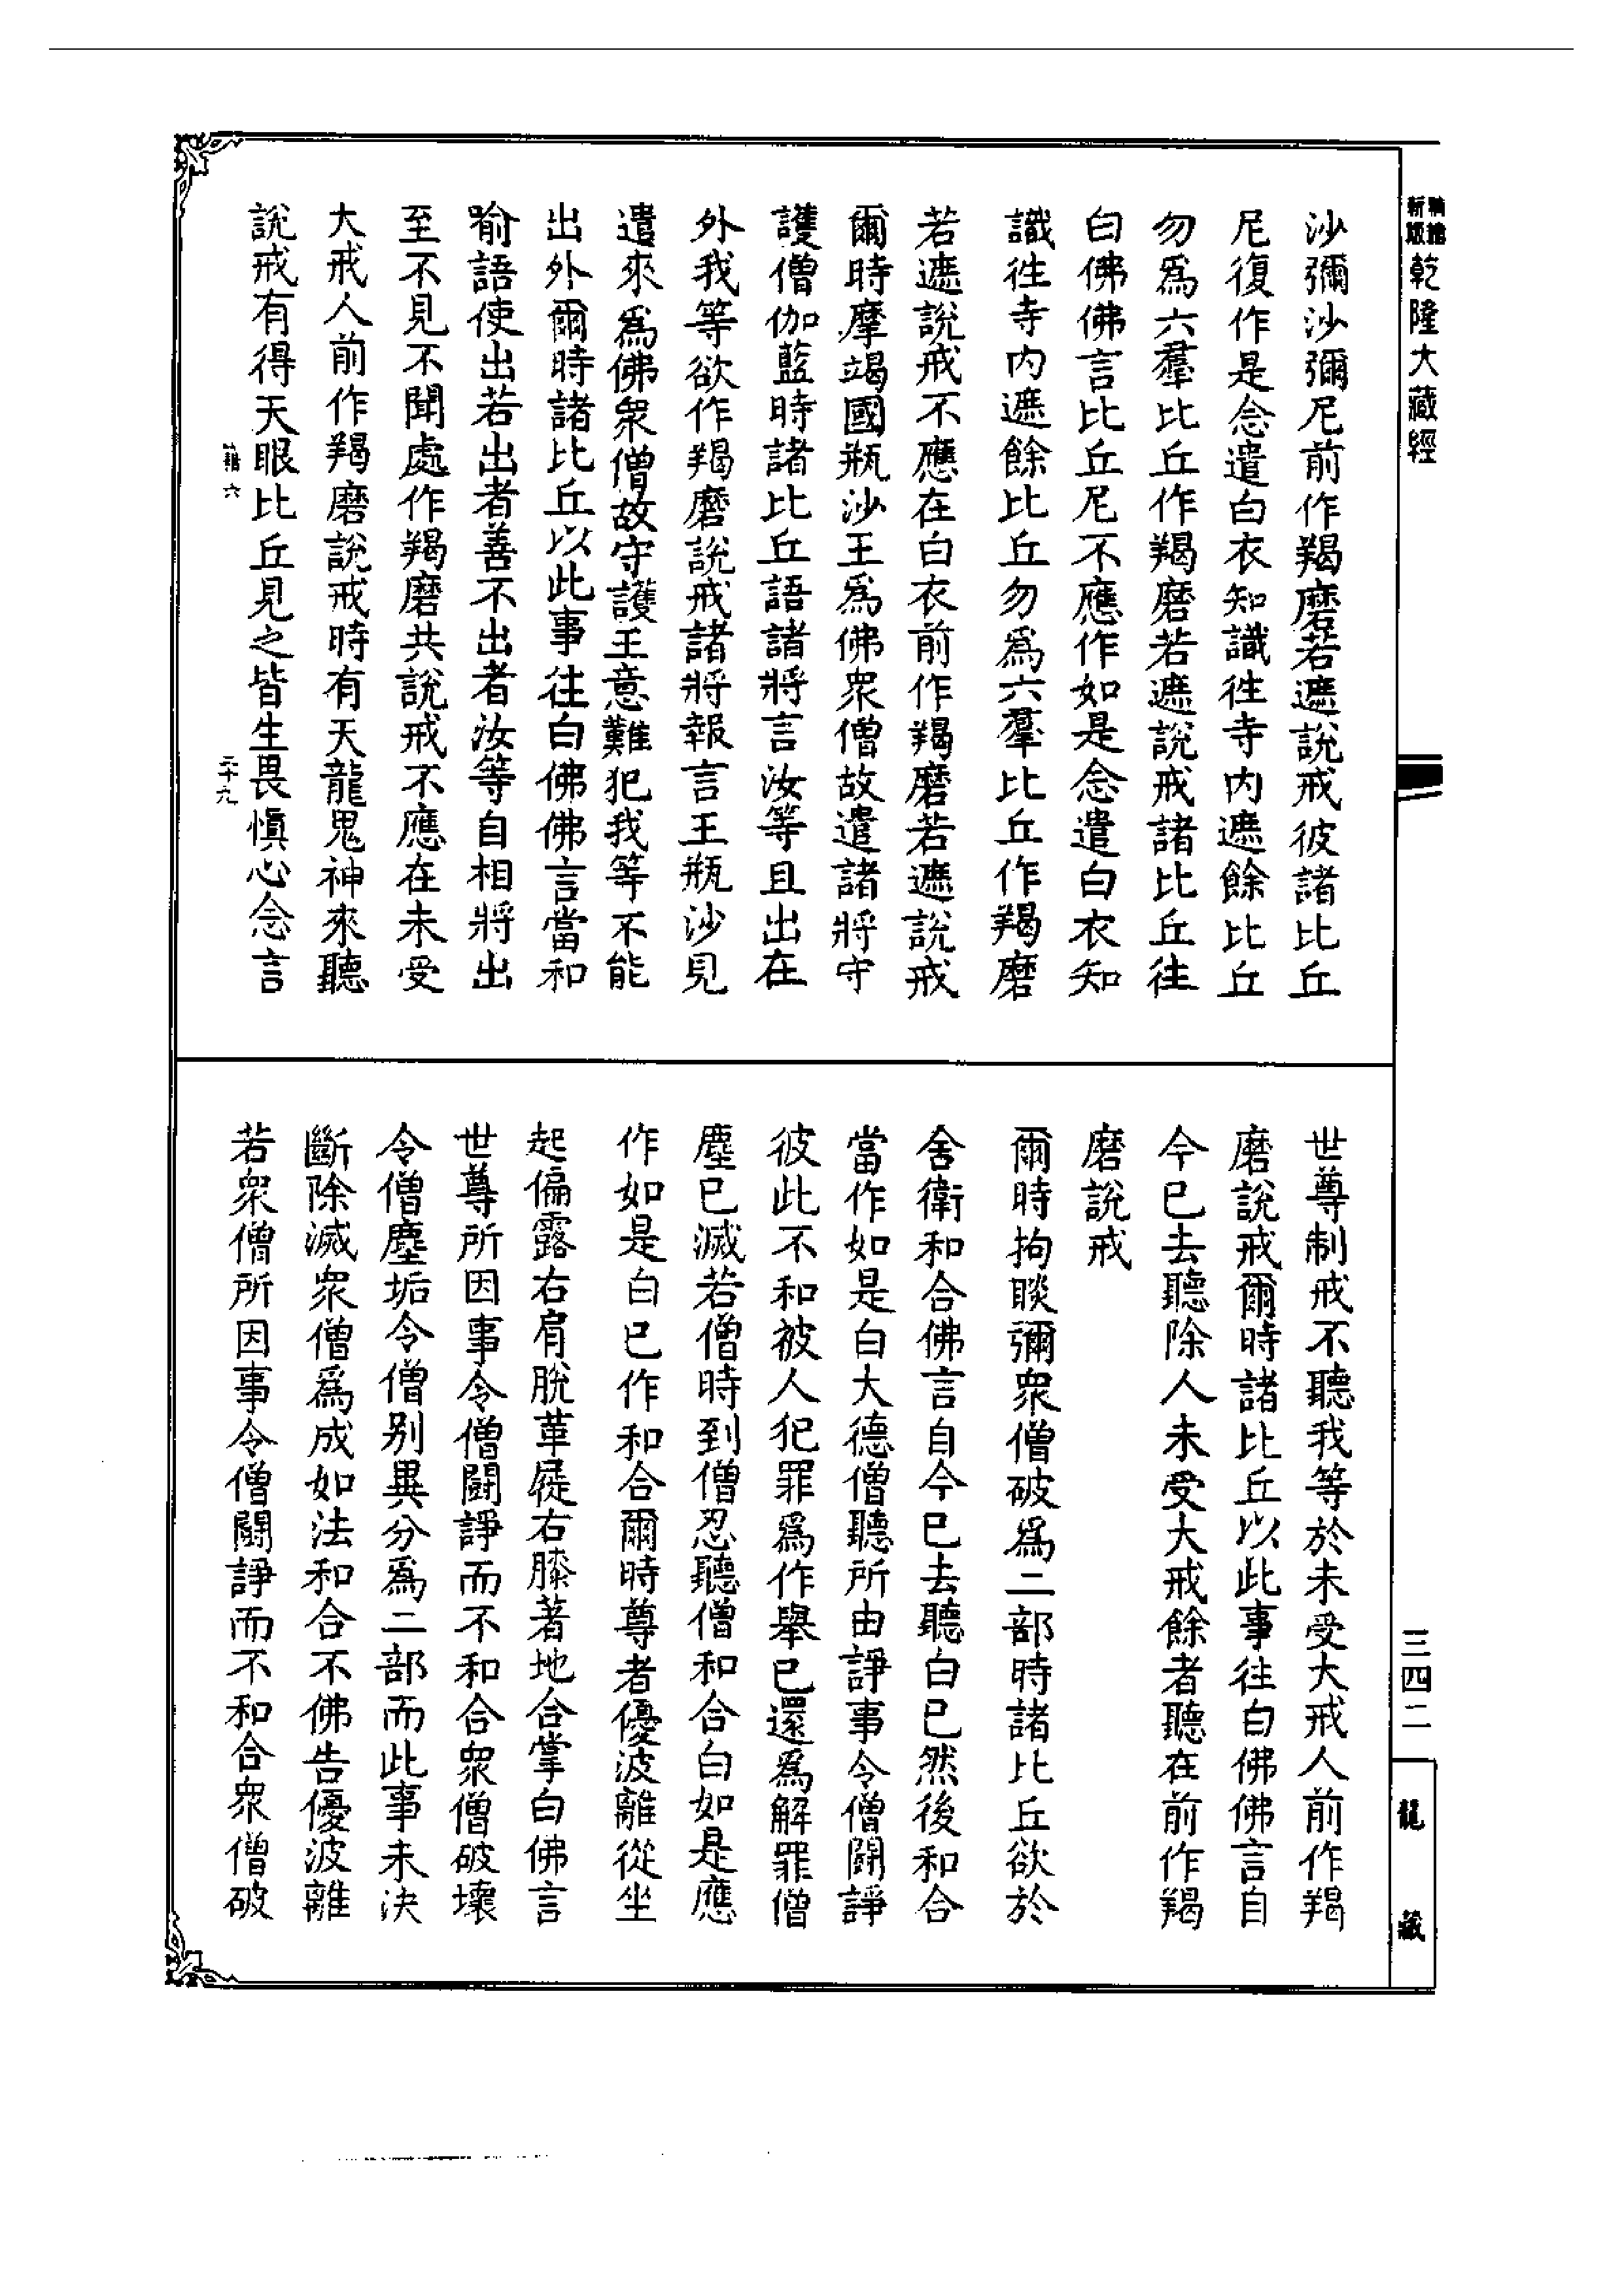 乾隆大藏經
沙彌沙彌尼前作羯磨若遮說戒彼諸比丘
尼復作是念遣白衣知識往寺内遮餘比丘
勿爲六羣比丘作羯磨若遮說戒諸比丘往
白佛佛言比丘尼不應作如是念遣白衣知
識徃寺内遮餘比丘勿爲六羣比丘作羯磨
若遮說戒不應在白衣前作羯磨若遮說戒
爾時摩竭國瓶沙王爲佛衆僧故遣諸將守
護僧伽藍時諸比丘語諸將言汝等且出在
外我等欲作羯磨說戒諸將報言王瓶沙見
遣來爲佛衆僧故守護王意難犯我等不能
出外爾時諸比丘以此事往白佛佛言當和
喻語使出若出者善不出者汝等自相將出
至不見不聞處作羯磨共說戒不應在未受
大戒人前作羯磨說戒時有天龍鬼神來聽
說戒有得天眼比丘見之皆生畏慎心念言
六
二十九
世尊制戒不聽我等於未受大戒人前作羯
磨說戒爾時諸比丘以此事往白佛佛言自
今已去聽除人未受大戒餘者聽在前作羯
磨說戒
爾時拘睒彌衆僧破爲二部時諸比丘欲於
舍衛和合佛言自今已去聽白已然後和合
當作如是白大德僧聽所由諍事令僧鬪諍
彼此不和被人犯罪爲作舉已還爲解罪僧
塵已滅若僧時到僧忍聽僧和合白如是應
作如是白已作和合爾時尊者優波離從坐
起偏露右肩脫革屣右膝著地合掌白佛言
世尊所因事令僧鬪諍而不和合衆僧破壞
令僧塵垢令僧别異分爲二部而此事未決
斷除滅衆僧爲成如法和合不佛告優波離
若衆僧所因事令僧鬪諍而不和合衆僧破
三四二
龍藏